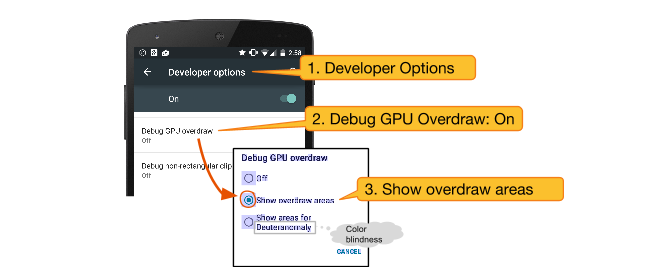 2:58
Developer options
1. Developer Options
On
2. Debug GPU Overdraw: On
Debug GPU overdraw
Off
Debug non-rectangular clip
Off
Debug GPU overdraw
Off
Show overdraw areas
3. Show overdraw areas
Show areas for
Deuteranomaly
Color
blindness
CANCEL